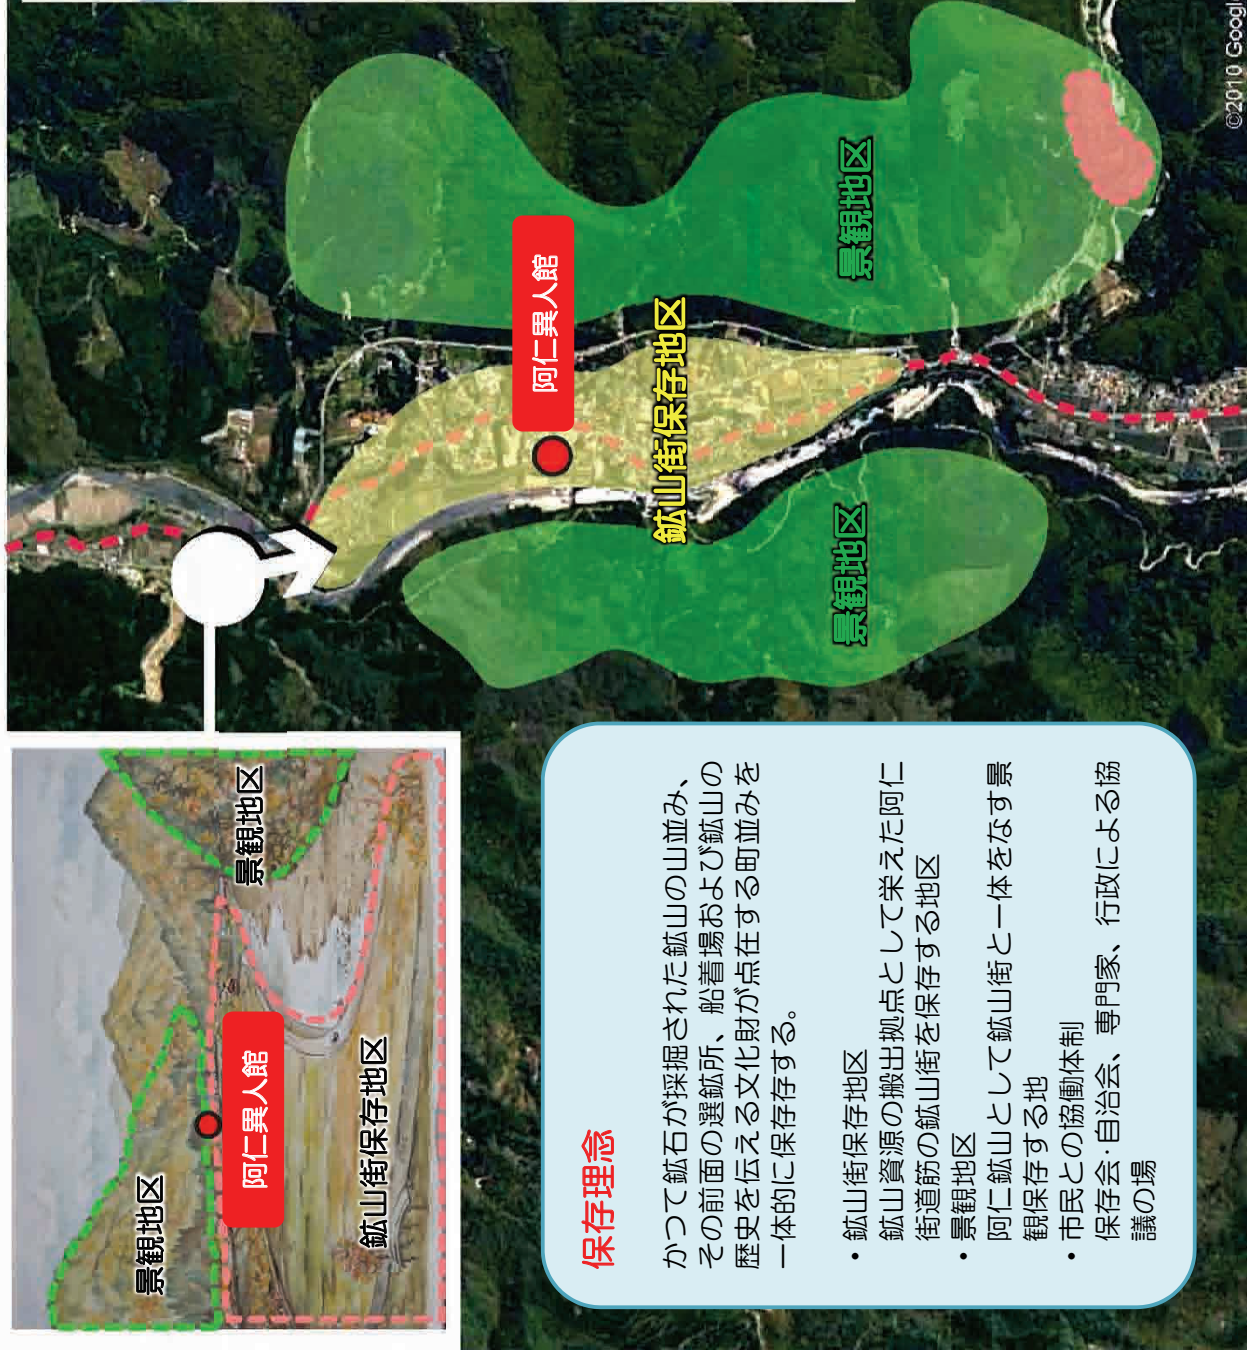 景観地区
景観地区
阿仁異人館
鉱山街保存地区
阿仁異人館
鉱山街保存地区
景観地区
景観地区
保存理念
かつて鉱石が採掘された鉱山の山並み、
その前面の選鉱所、船着場および鉱山の
歴史を伝える文化財が点在する町並みを
一体的に保存存する。
・鉱山街保存地区
鉱山資源の搬出拠点として栄えた阿仁
街道筋の鉱山街を保存する地区
・景観地区
阿仁鉱山として鉱山街と一体をなす景
観保存する地
・市民との協働体制
保存会・自治会、専門家、行政による協
議の場
©2010 Googl